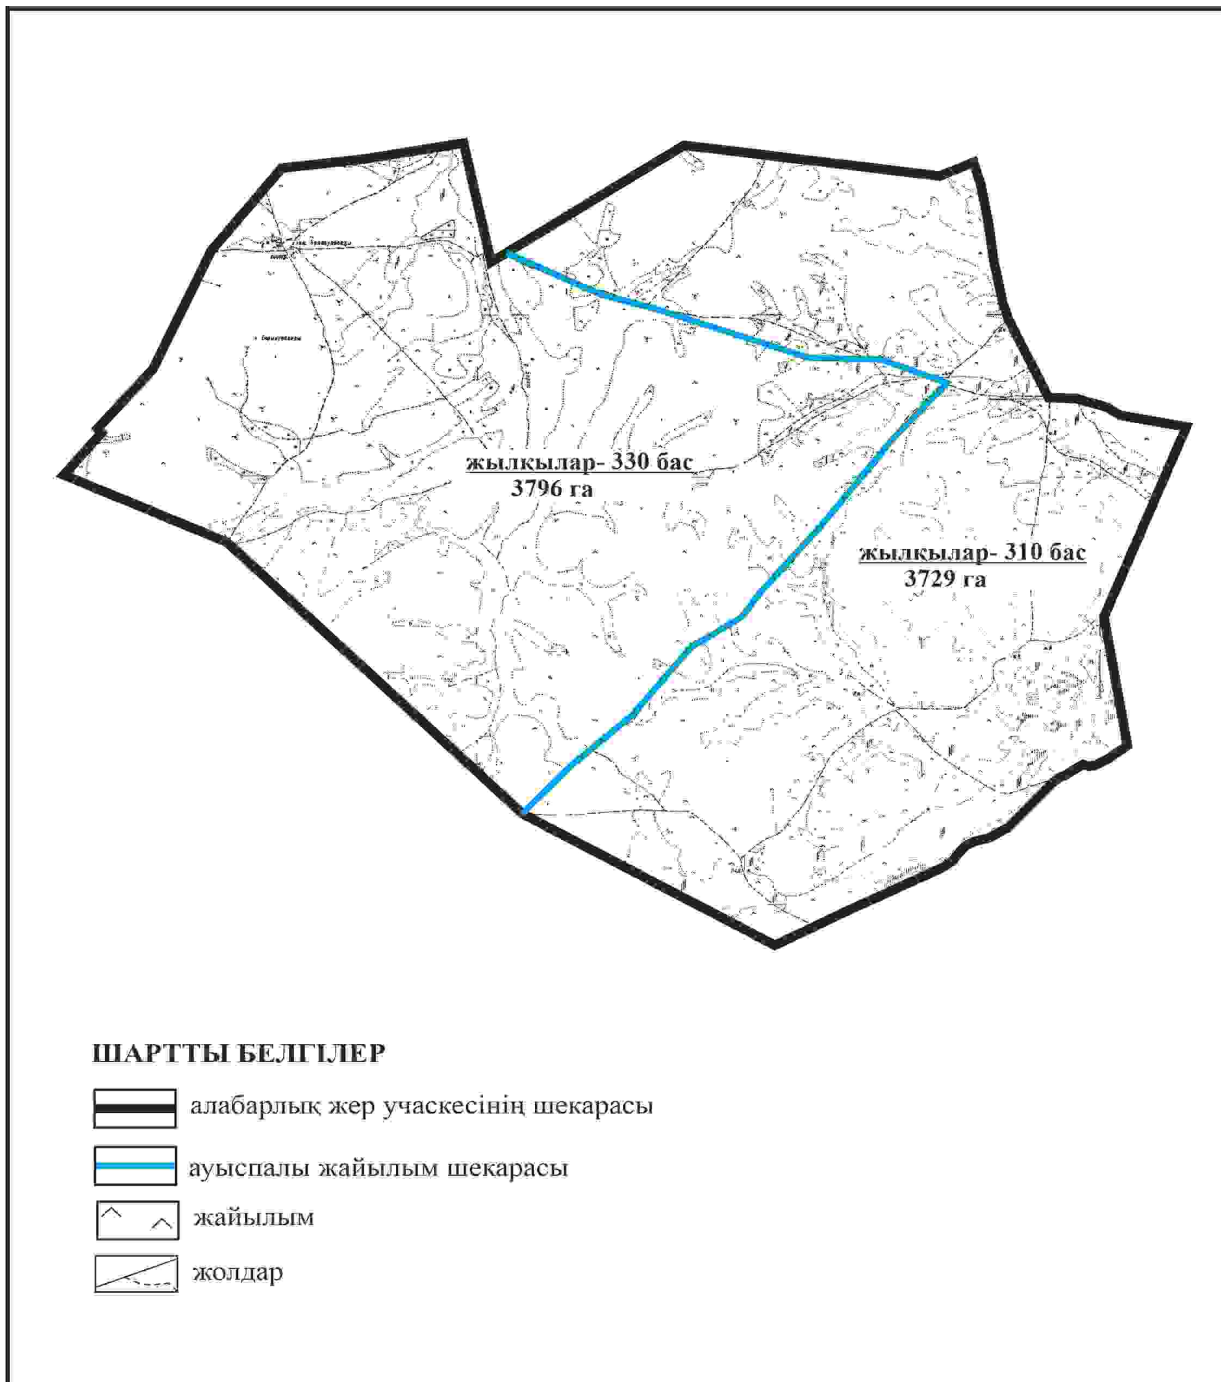 жылқылар- 330 бас
3796 га
жылқылар- 310 бас
3729 га
ШАРТТЫ БЕЛГІЛЕР
алабарлық жер учаскесінің шекарасы
ауыспалы жайылым шекарасы
жайылым
жолдар